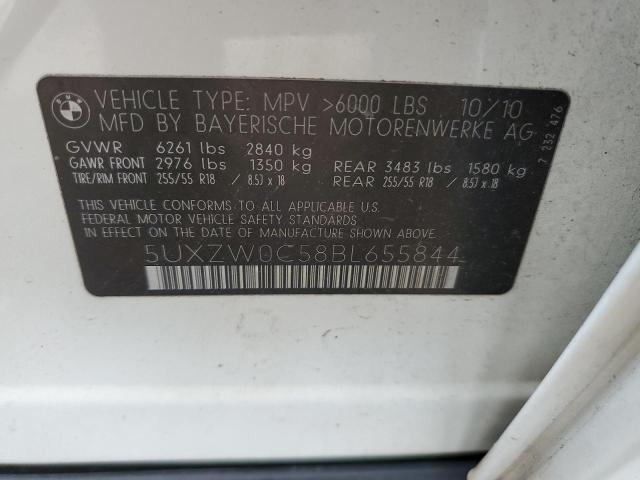 BMW
VEHICLE TYPE: MPV >6000 LBS 10/10
MFD BY BAYERISCHE MOTORENWERKE AG
GVWR 6261 lbs 2840 kg
GAWR FRONT 2976 lbs 1350 kg REAR 3483 lbs 1580 kg
TIRE/RIM FRONT 255/55 R18 / 8.5J x 18 REAR 255/55 R18 / 8.5J x 18
THIS VEHICLE CONFORMS TO ALL APPLICABLE U.S.
FEDERAL MOTOR VEHICLE SAFETY STANDARDS IN
EFFECT ON THE DATE OF MANUFACTURE SHOWN ABOVE.
5UXZW0C58BL655844
7 232 476